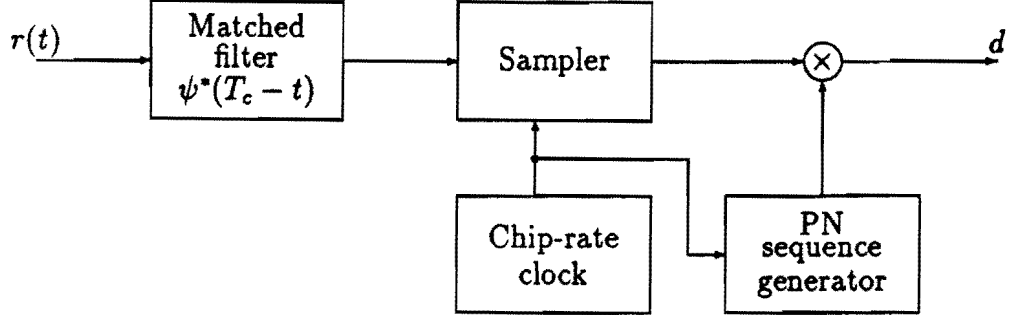 r(t)
Matched
filter
ψ*(T_c − t)
Sampler
×
d
Chip-rate
clock
PN
sequence
generator